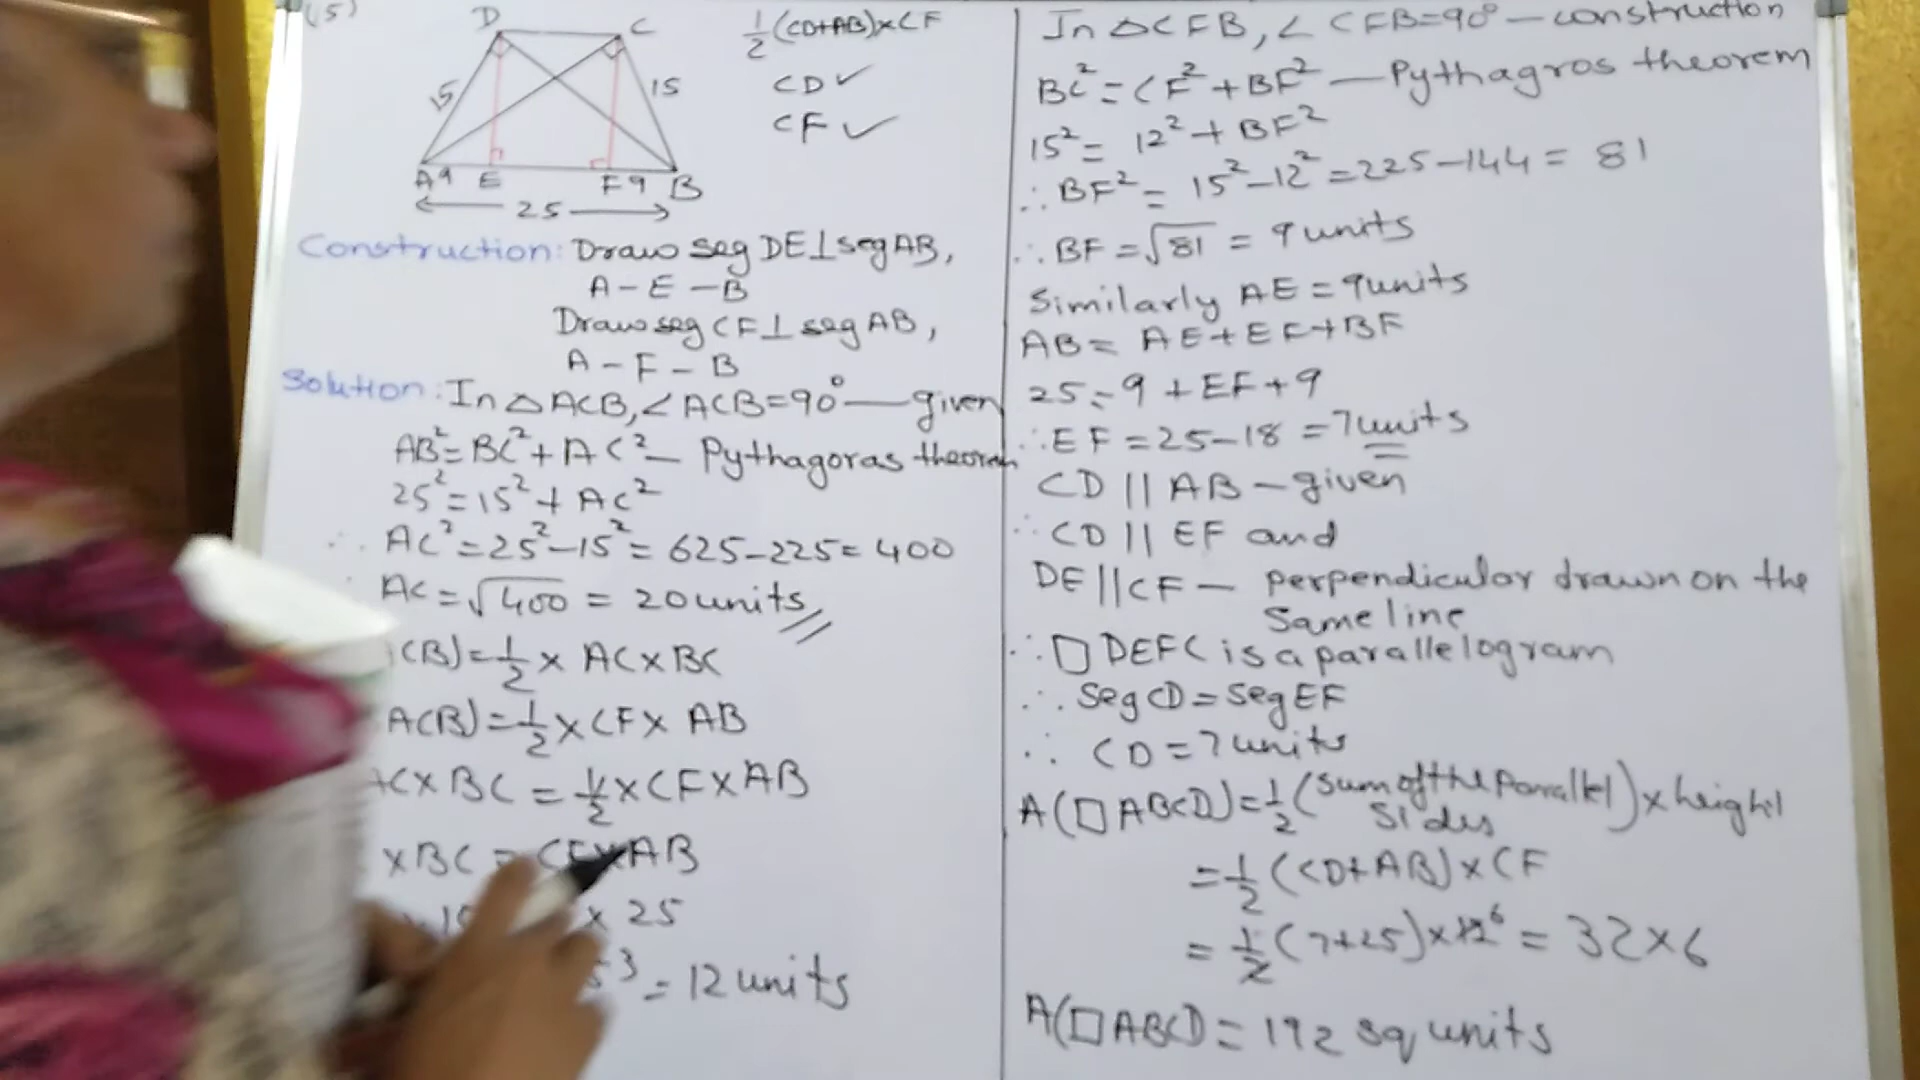 (5)
D C
15 15
A 9 E F 9 B
25
1/2 (CD+AB)×CF
CD ✓
CF ✓
Construction: Draw seg DE⊥seg AB,
A-E-B
Draw seg CF⊥seg AB,
A-F-B
Solution: In △ACB, ∠ACB=90° — given
AB²=BC²+AC² — Pythagoras theorem
25²=15²+AC²
∴ AC²=25²-15²=625-225=400
∴ AC=√400 = 20 units
CB)=1/2 × AC×BC
ACB)=1/2 × CF× AB
C×BC = 1/2 ×CF×AB
×BC = CF×AB
× 25
3 = 12 units
In △CFB, ∠CFB=90° — construction
BC²=CF²+BF² — Pythagros theorem
15²= 12²+BF²
∴ BF²= 15²-12²=225-144= 81
∴ BF=√81 = 9 units
Similarly AE=9 units
AB= AE+EF+BF
25=9+EF+9
∴ EF=25-18=7 units
CD || AB - given
∴ CD || EF and
DE||CF — perpendicular drawn on the
Same line
∴ □ DEFC is a parallelogram
∴ Seg CD=Seg EF
∴ CD=7 units
A(□ABCD)=1/2 (Sum of the parallel) × height
Sides
=1/2 (CD+AB)×CF
= 1/2 (7+25)×12 6 = 32×6
A(□ABCD)=192 sq units